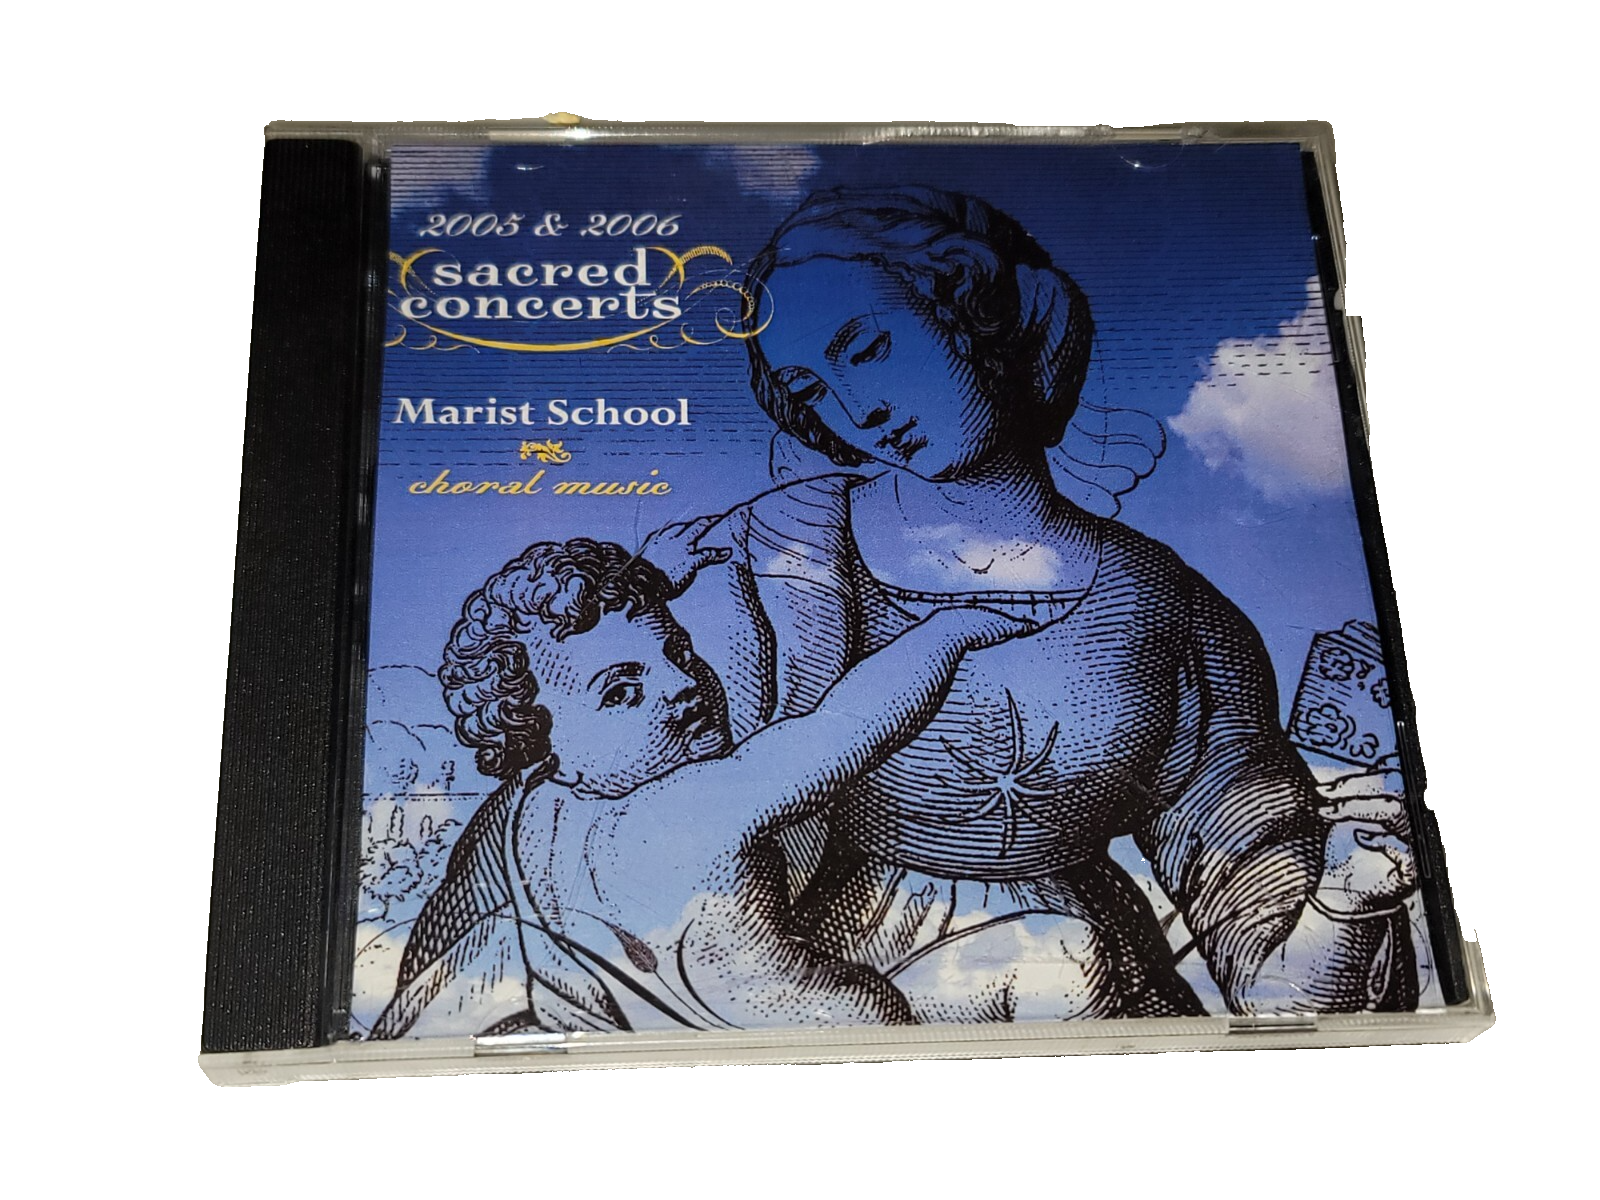 2005 & 2006
sacred
concerts
Marist School
choral music